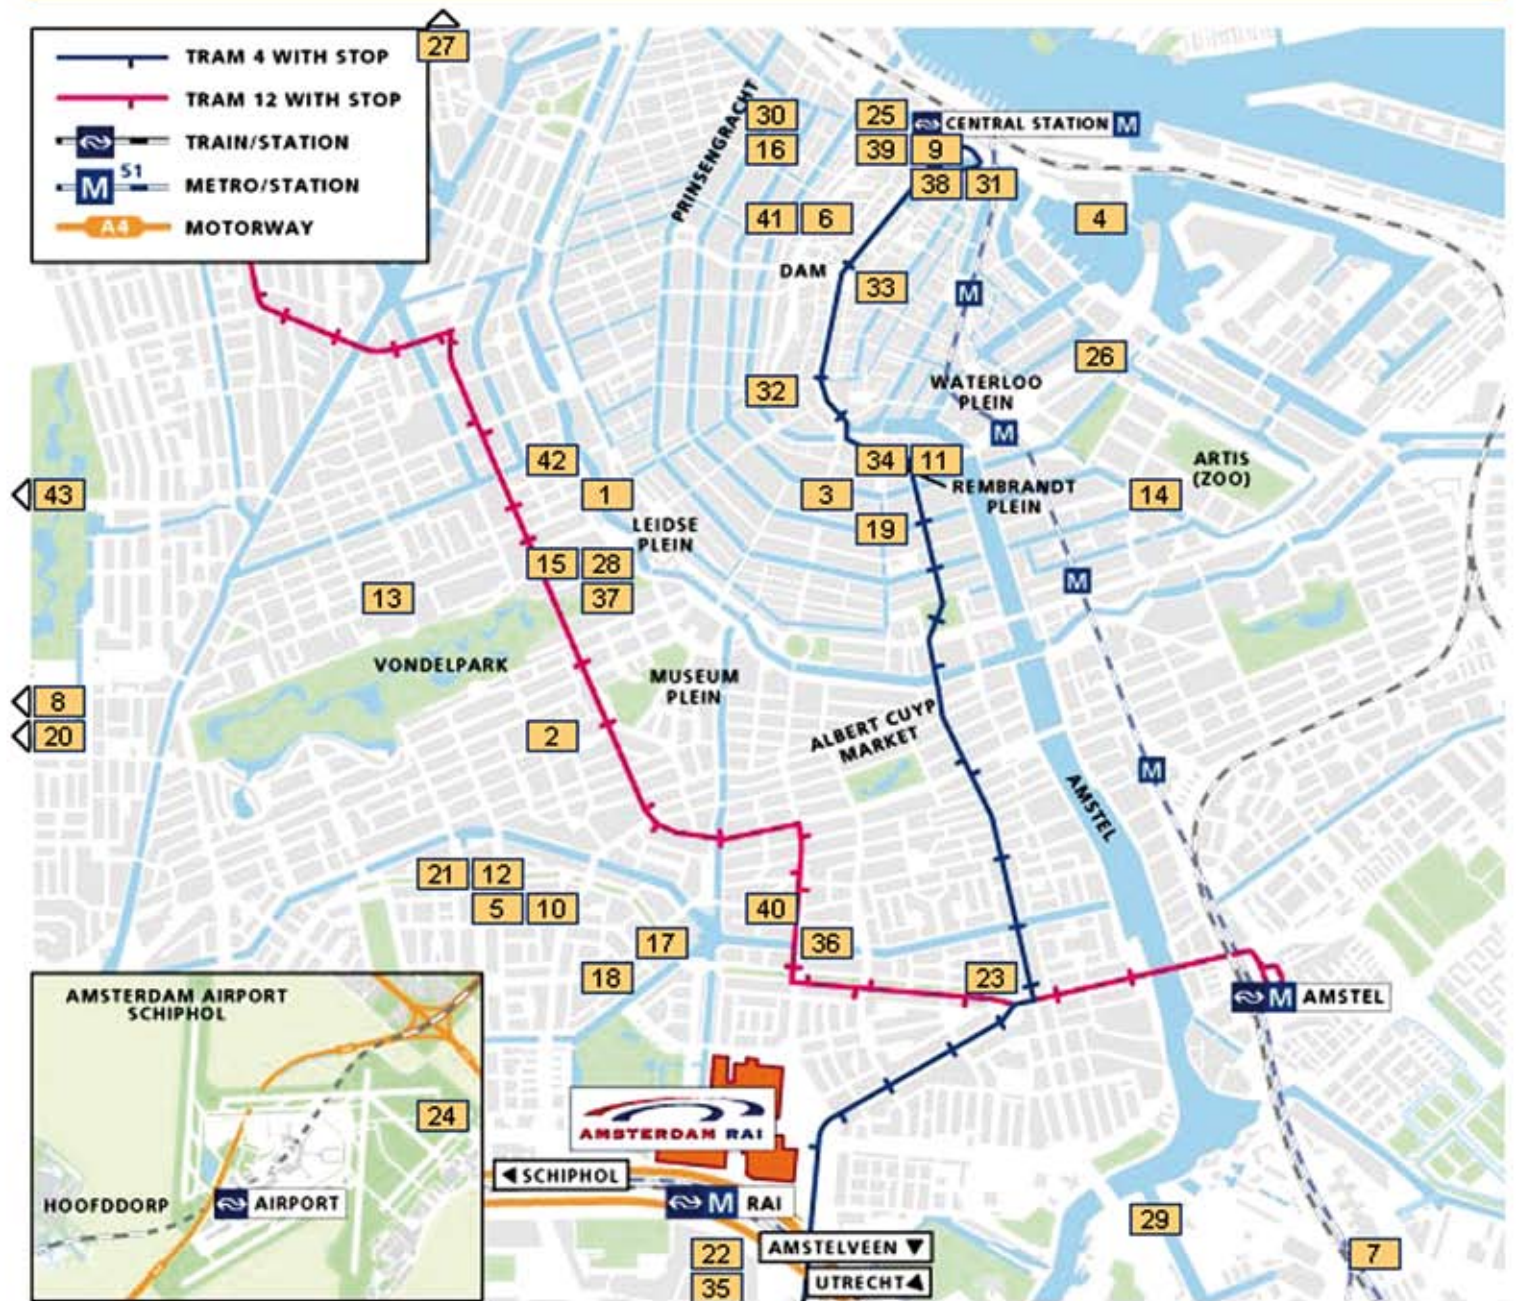 27
TRAM 4 WITH STOP
TRAM 12 WITH STOP
TRAIN/STATION
S1
M METRO/STATION
A4 MOTORWAY
PRINSENGRACHT
30
25
CENTRAL STATION M
16
39
9
38
31
41
6
4
DAM
33
M
26
32
WATERLOO
PLEIN
M
42
34
11
ARTIS
(ZOO)
43
1
3
REMBRANDT
PLEIN
14
LEIDSE
PLEIN
19
15
28
M
13
37
VONDELPARK
MUSEUM
PLEIN
8
20
2
ALBERT CUYP
MARKET
M
AMSTEL
21
12
5
10
40
17
36
18
23
M AMSTEL
AMSTERDAM AIRPORT
SCHIPHOL
24
HOOFDDORP
AIRPORT
AMSTERDAM RAI
SCHIPHOL
M RAI
29
22
AMSTELVEEN
7
35
UTRECHT